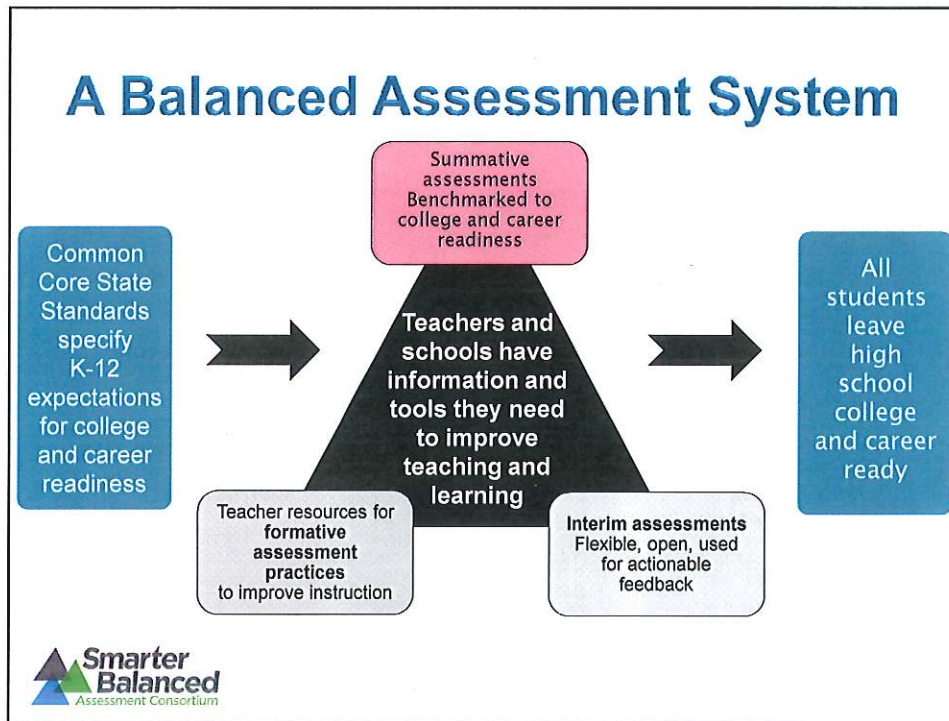 A Balanced Assessment System
Summative
assessments
Benchmarked to
college and career
readiness
Common
Core State
Standards
specify
K-12
expectations
for college
and career
readiness
Teachers and
schools have
information and
tools they need
to improve
teaching and
learning
All
students
leave
high
school
college
and career
ready
Teacher resources for
formative
assessment
practices
to improve instruction
Interim assessments
Flexible, open, used
for actionable
feedback
Smarter
Balanced
Assessment Consortium